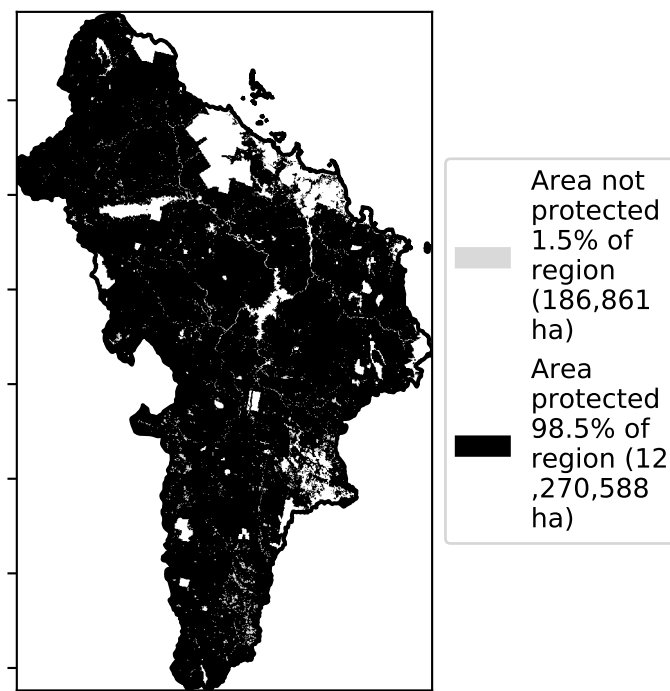 Area not
protected
1.5% of
region
(186,861
ha)
Area
protected
98.5% of
region (12
,270,588
ha)